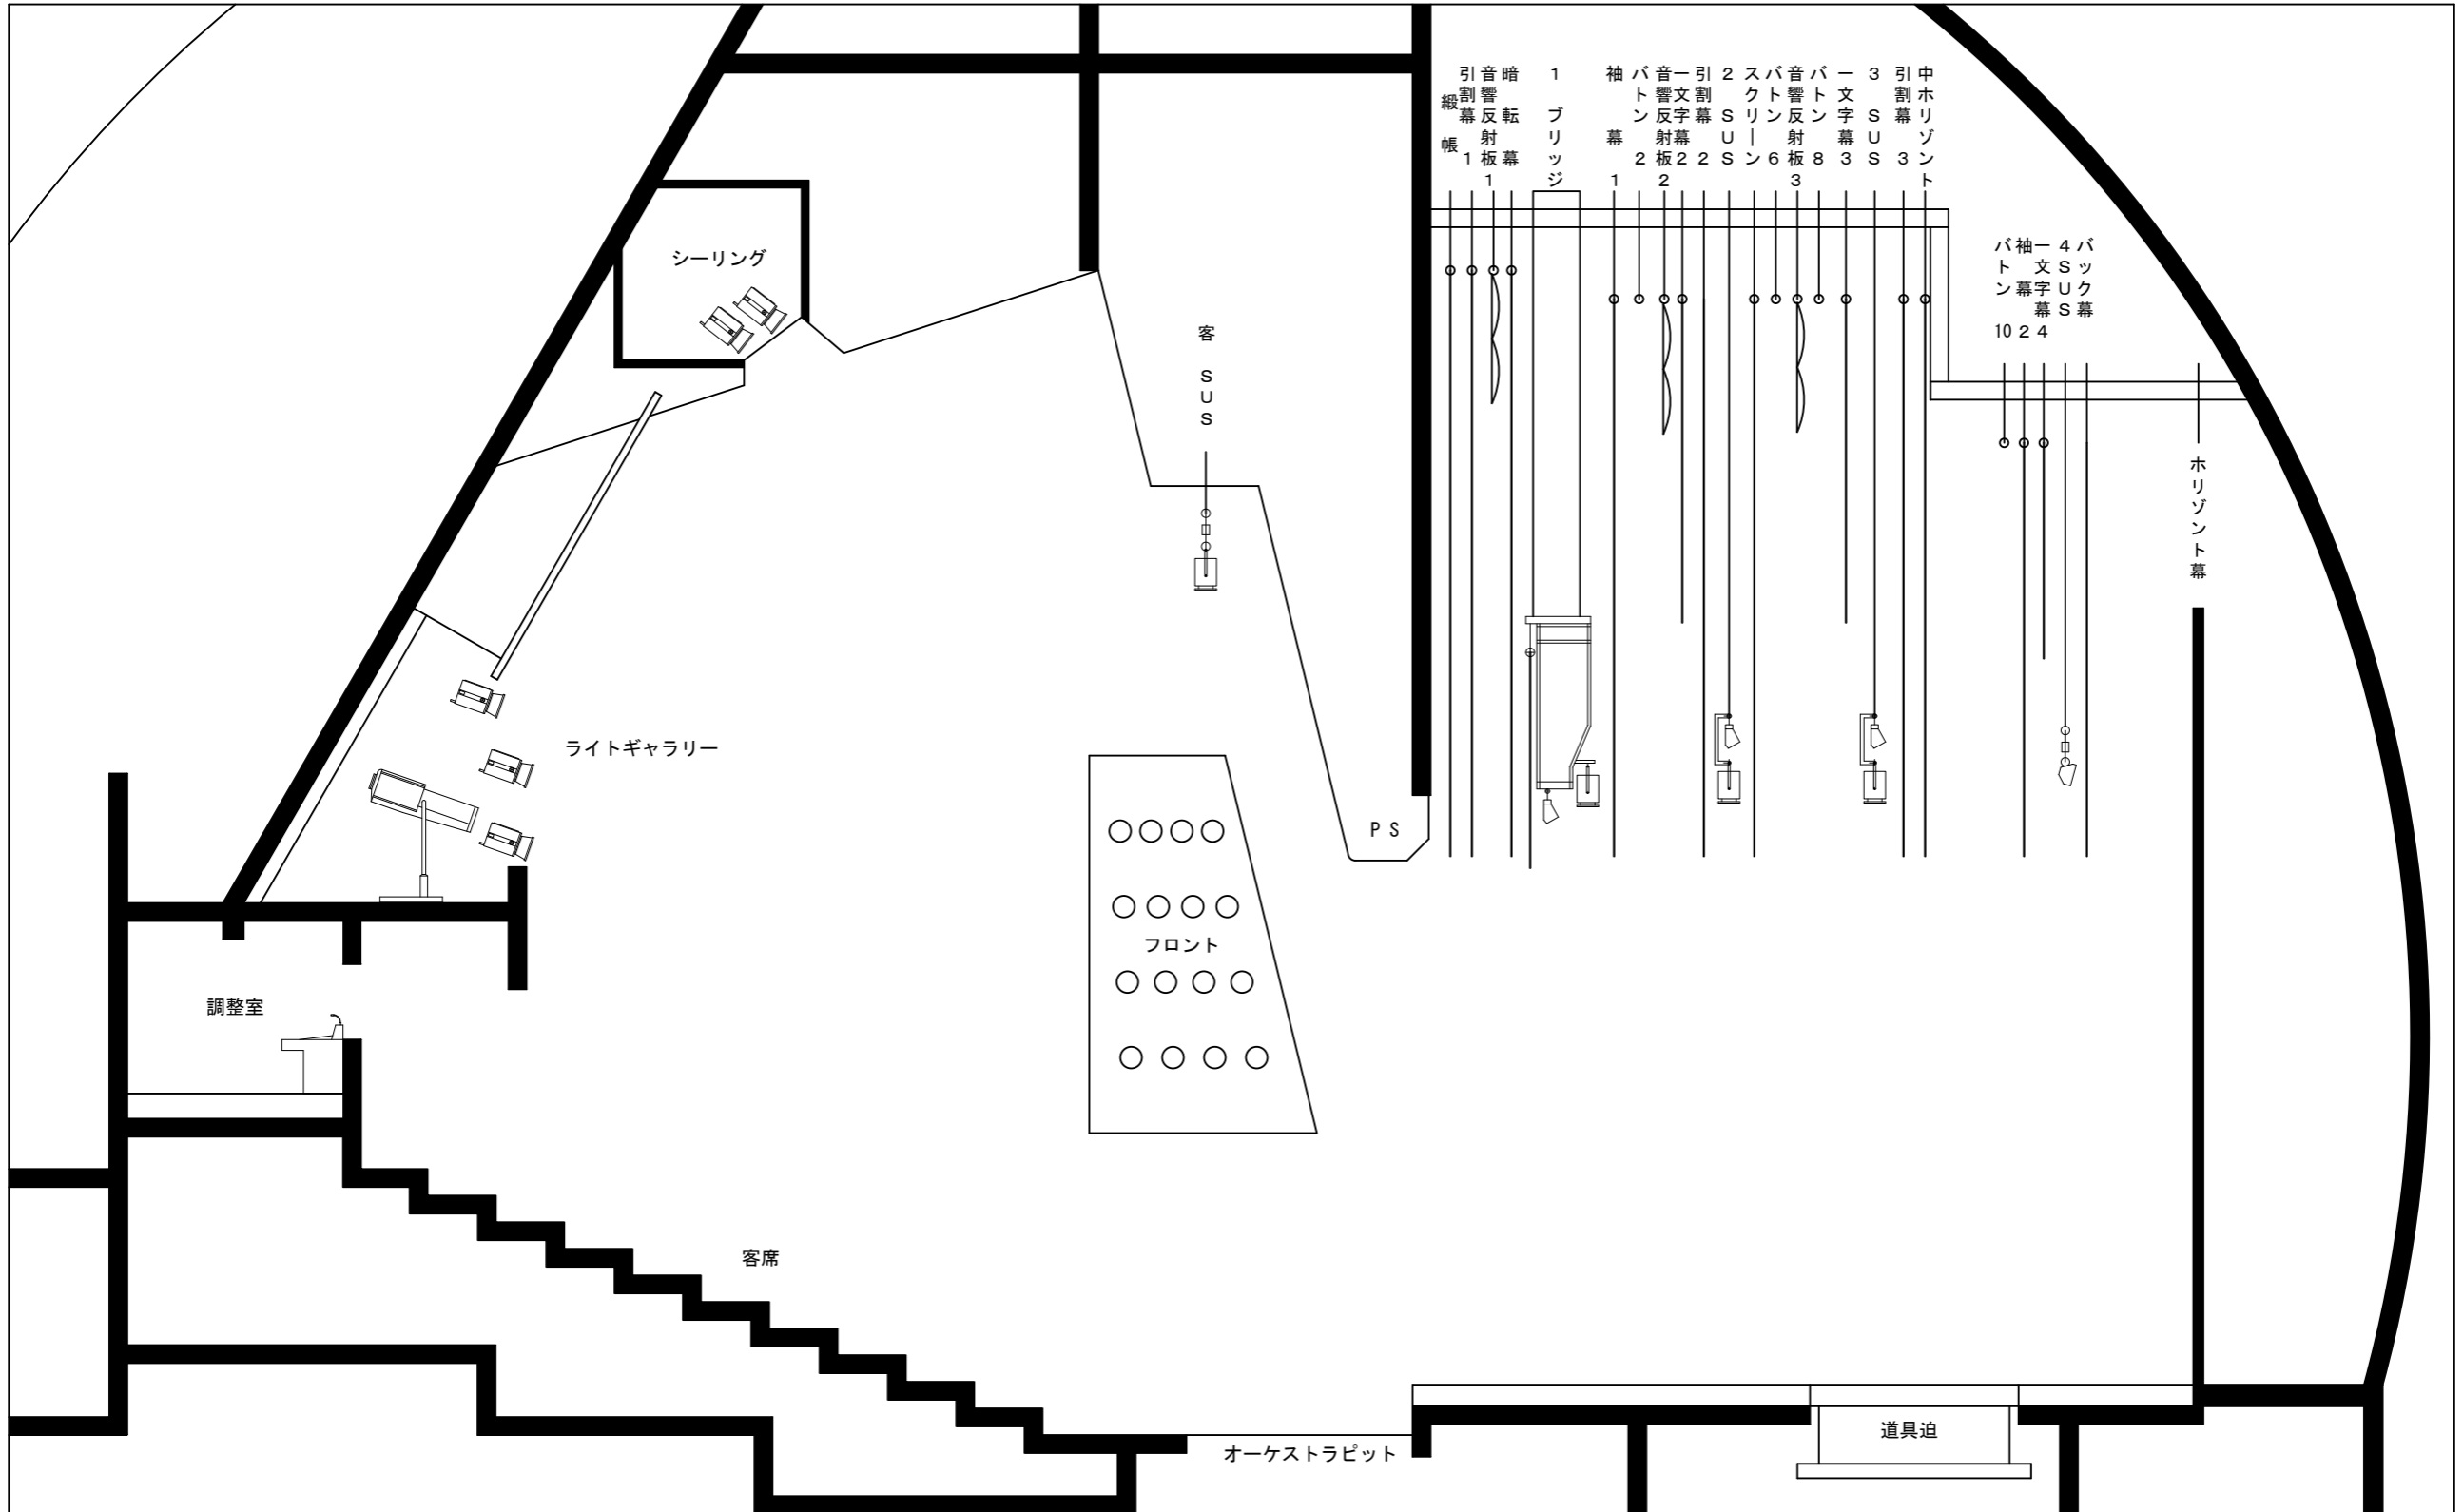 緞帳
引割幕1
音響反射板1
暗転幕
1ブリッジ
袖幕1
バトン2
音響反射板2
一文字幕2
引割幕2
2 SUS
スクリーン
バトン6
音響反射板3
バトン8
一文字幕3
3 SUS
引割幕3
中ホリゾント
バトン10
袖幕2
一文字幕4
4SUS
バック幕
シーリング
客 SUS
ホリゾント幕
ライトギャラリー
PS
フロント
調整室
客席
オーケストラピット
道具迫